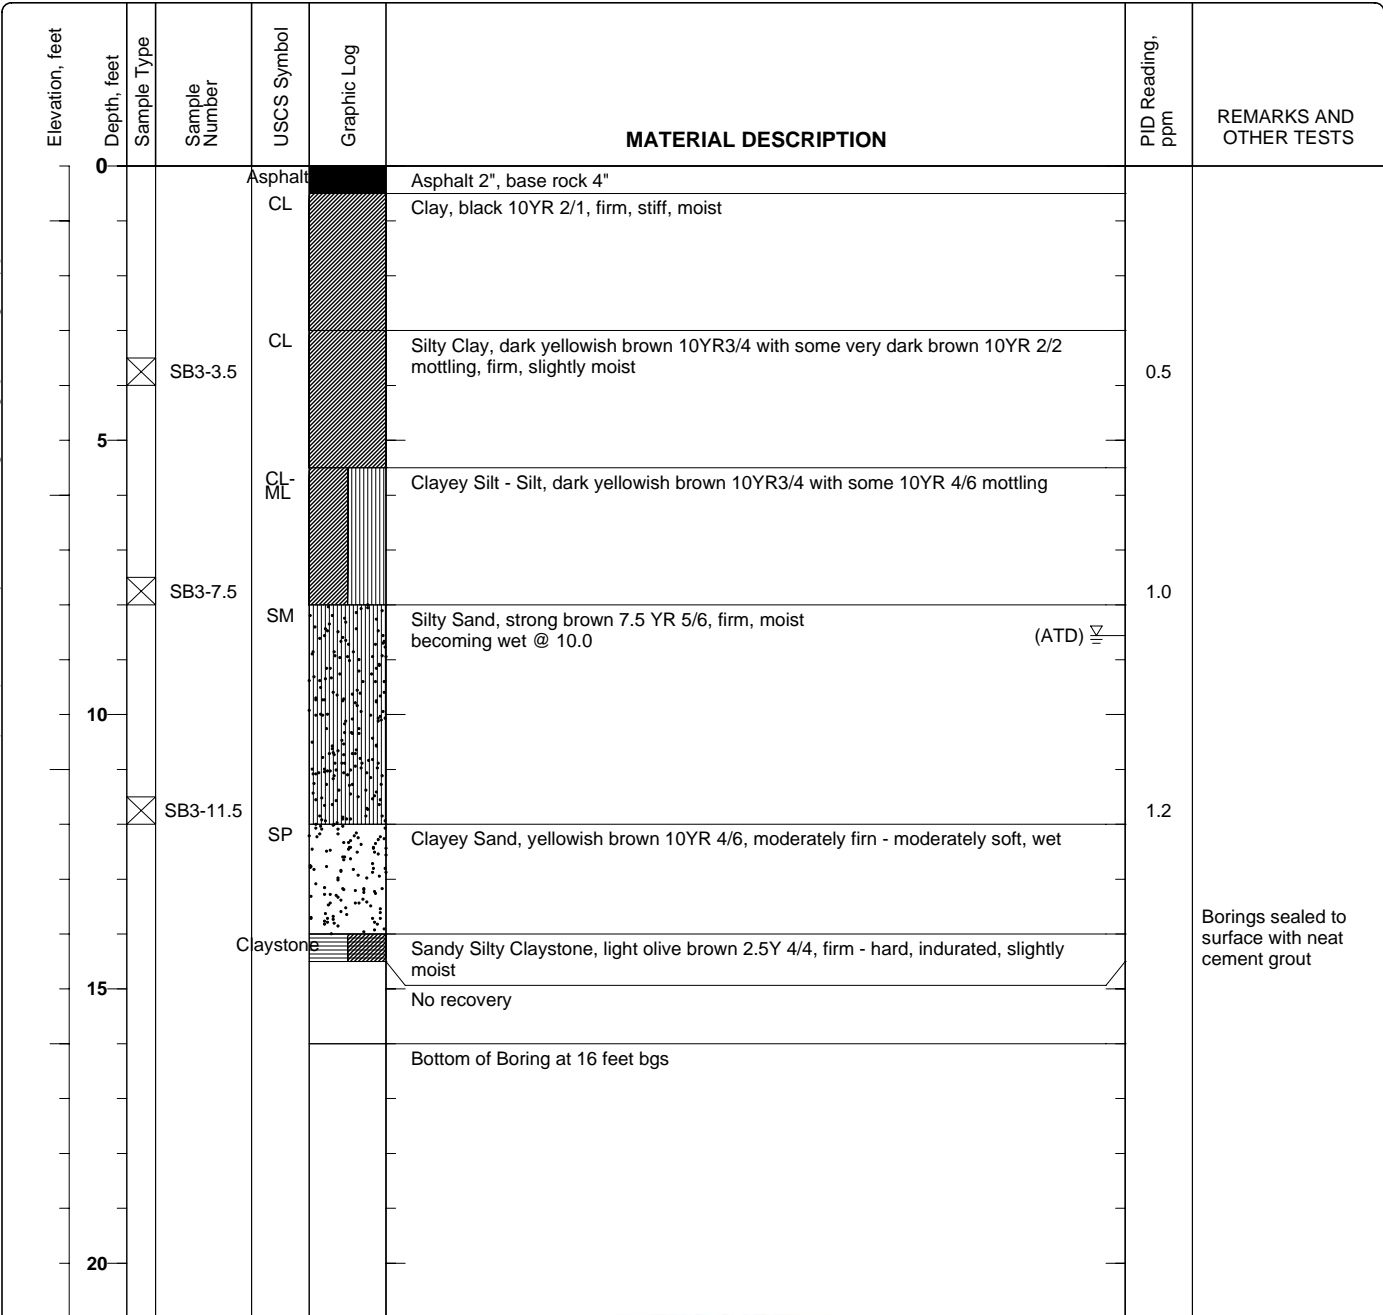 Elevation, feet
Depth, feet
Sample Type
Sample
Number
USCS Symbol
Graphic Log
MATERIAL DESCRIPTION
PID Reading,
ppm
REMARKS AND
OTHER TESTS
0
Asphalt
Asphalt 2", base rock 4"
CL
Clay, black 10YR 2/1, firm, stiff, moist
CL
Silty Clay, dark yellowish brown 10YR3/4 with some very dark brown 10YR 2/2
mottling, firm, slightly moist
SB3-3.5
0.5
5
CL-
ML
Clayey Silt - Silt, dark yellowish brown 10YR3/4 with some 10YR 4/6 mottling
SB3-7.5
1.0
SM
Silty Sand, strong brown 7.5 YR 5/6, firm, moist
becoming wet @ 10.0
(ATD)
10
SB3-11.5
1.2
SP
Clayey Sand, yellowish brown 10YR 4/6, moderately firn - moderately soft, wet
Borings sealed to
surface with neat
cement grout
Claystone
Sandy Silty Claystone, light olive brown 2.5Y 4/4, firm - hard, indurated, slightly
moist
15
No recovery
Bottom of Boring at 16 feet bgs
20